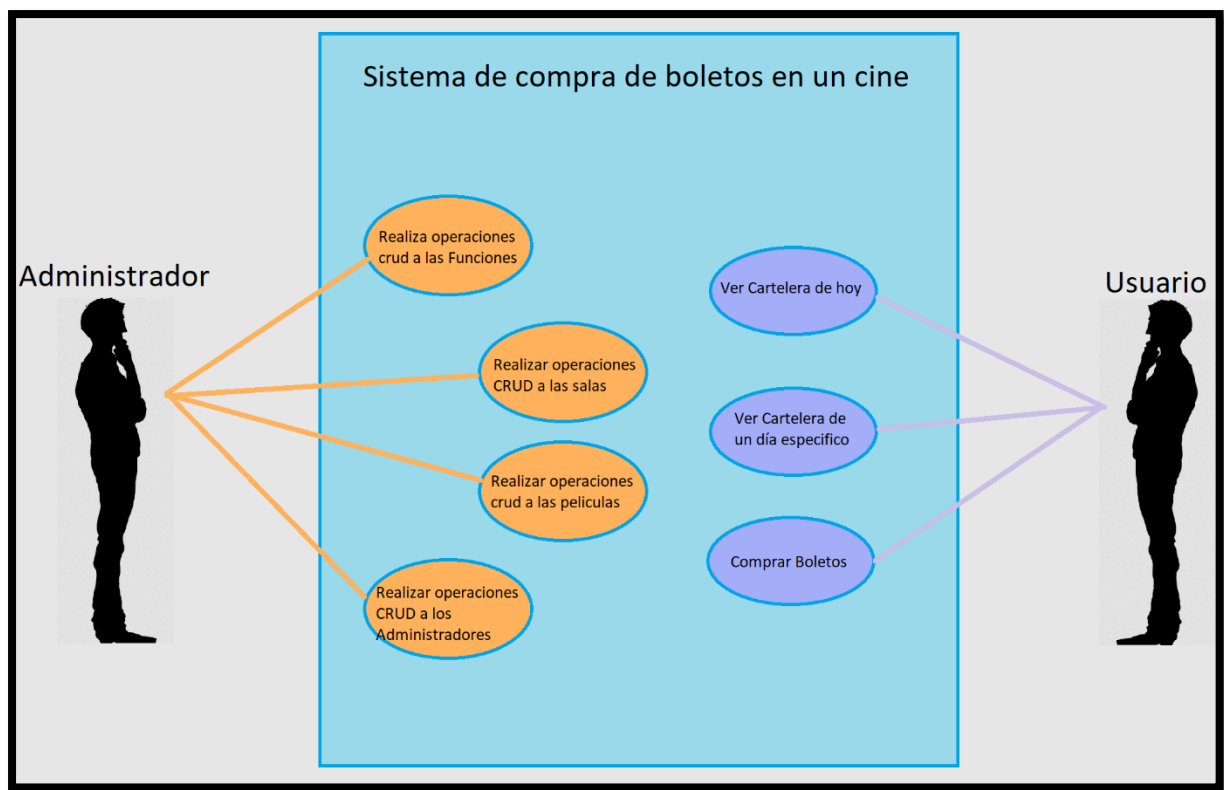 Sistema de compra de boletos en un cine
Administrador
Realiza operaciones
crud a las Funciones
Realizar operaciones
CRUD a las salas
Realizar operaciones
crud a las peliculas
Realizar operaciones
CRUD a los
Administradores
Usuario
Ver Cartelera de hoy
Ver Cartelera de
un día especifico
Comprar Boletos